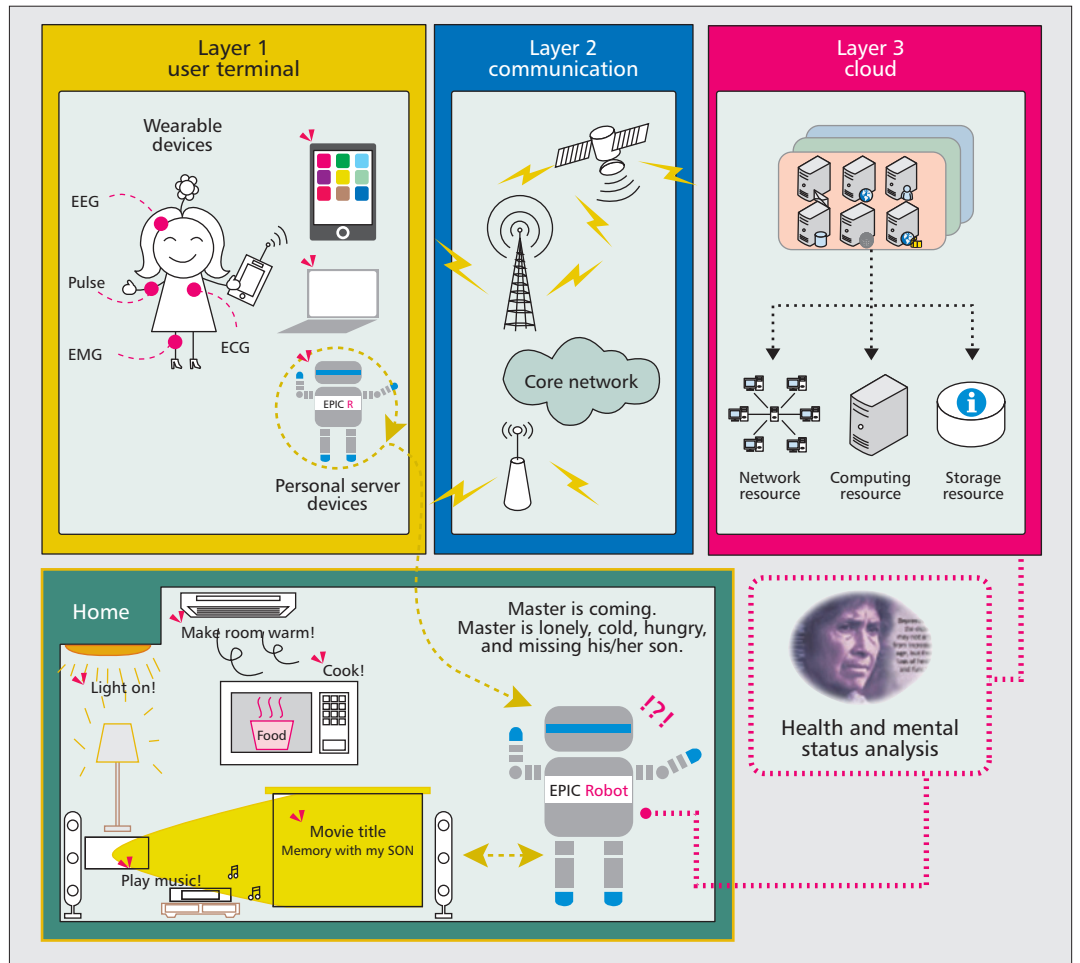 Layer 1
user terminal
Wearable
devices
EEG
Pulse
EMG
ECG
EPIC R
Personal server
devices
Layer 2
communication
Core network
Layer 3
cloud
Network
resource
Computing
resource
Storage
resource
Home
Make room warm!
Light on!
Cook!
Food
Master is coming.
Master is lonely, cold, hungry,
and missing his/her son.
!?!
EPIC Robot
Movie title
Memory with my SON
Play music!
Health and mental
status analysis